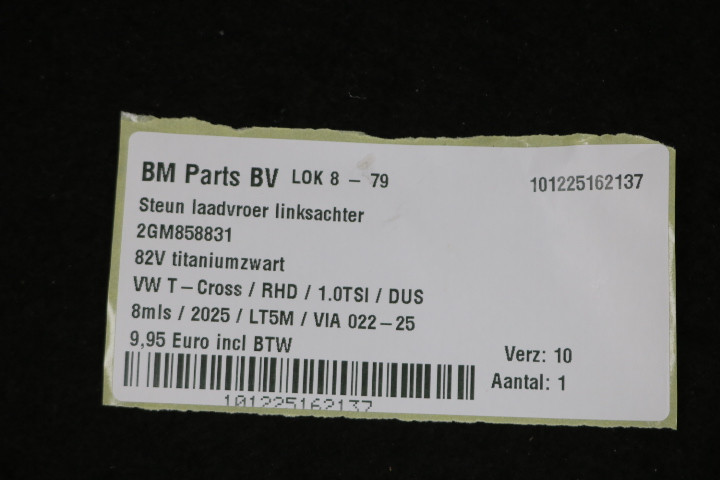 BM Parts BV LOK 8 - 79 101225162137
Steun laadvroer linksachter
2GM858831
82V titaniumzwart
VW T-Cross / RHD / 1.0TSI / DUS
8mls / 2025 / LT5M / VIA 022-25
9,95 Euro incl BTW
Verz: 10
Aantal: 1
101225162137